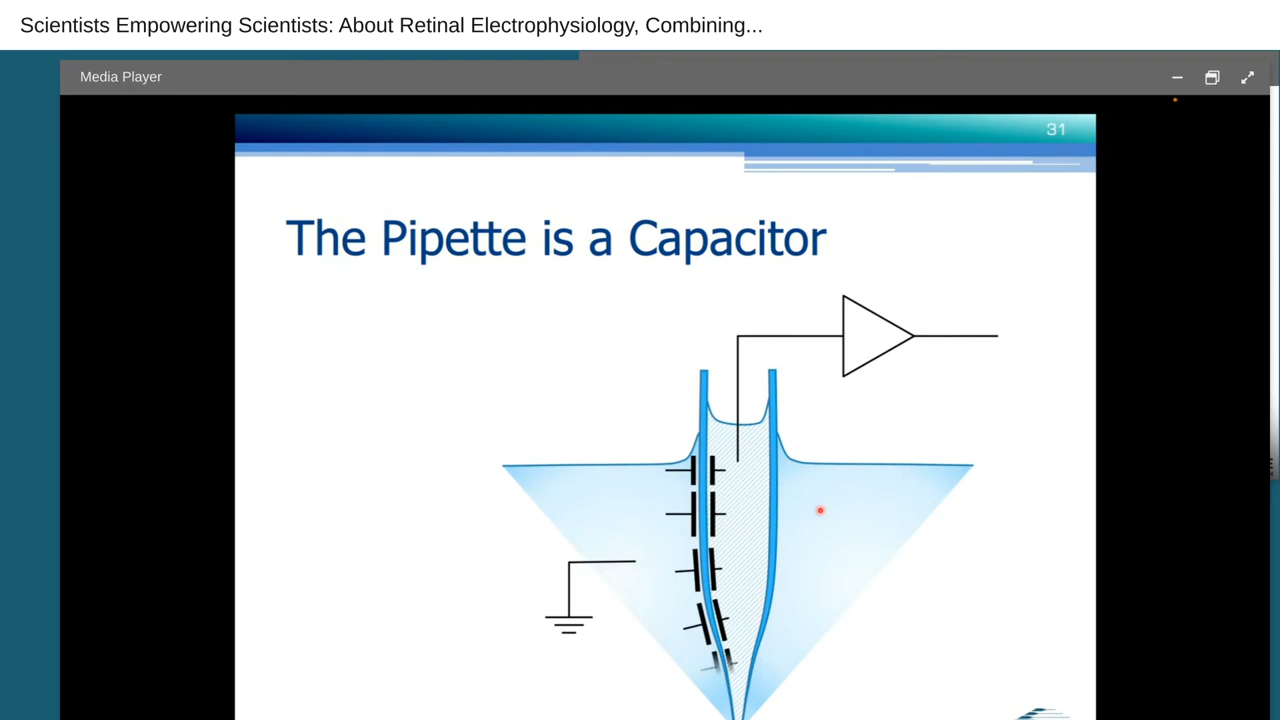 Scientists Empowering Scientists: About Retinal Electrophysiology, Combining...
Media Player
31
The Pipette is a Capacitor